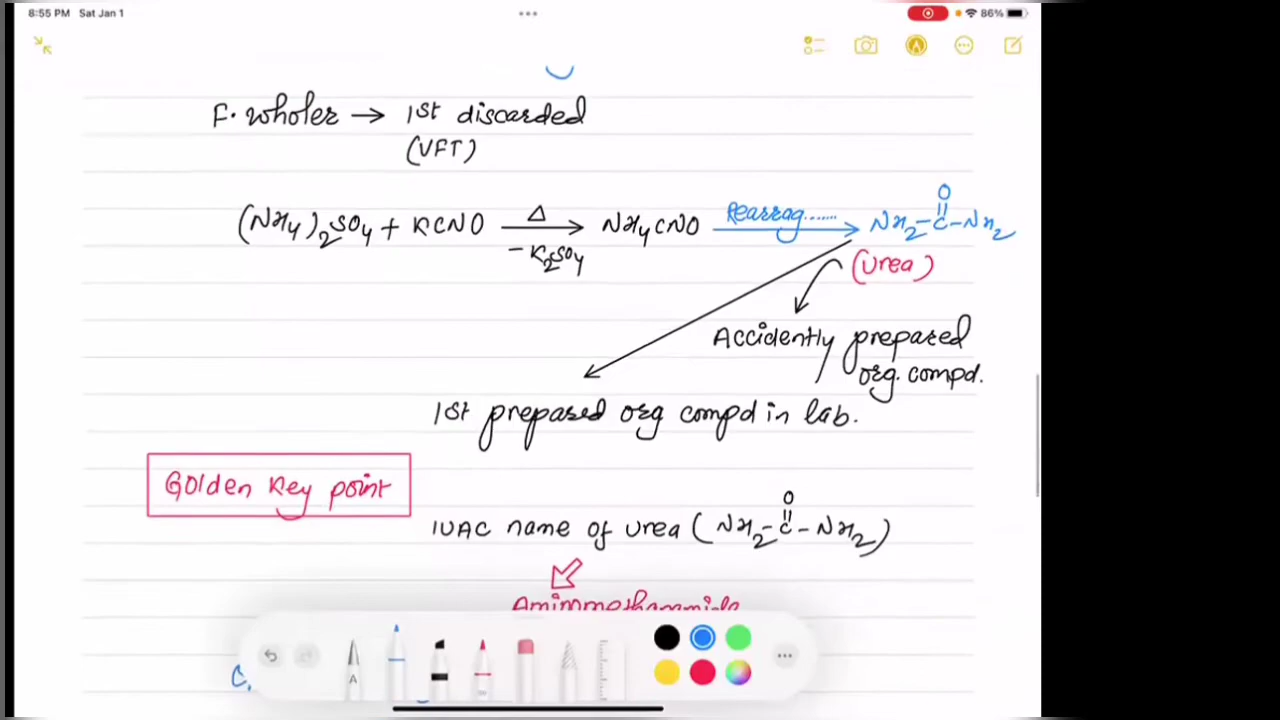 8:55 PM Sat Jan 1
86%
F. wholer → 1st discarded
(VFT)
(NH4)2SO4 + KCNO Δ → - K2SO4 NH4CNO Rearrag....... → NH2-C-NH2
O
(Urea)
Accidently prepared
org. compd.
1st prepared org compd in lab.
Golden Key point
O
IUAC name of urea (NH2-C-NH2)
A